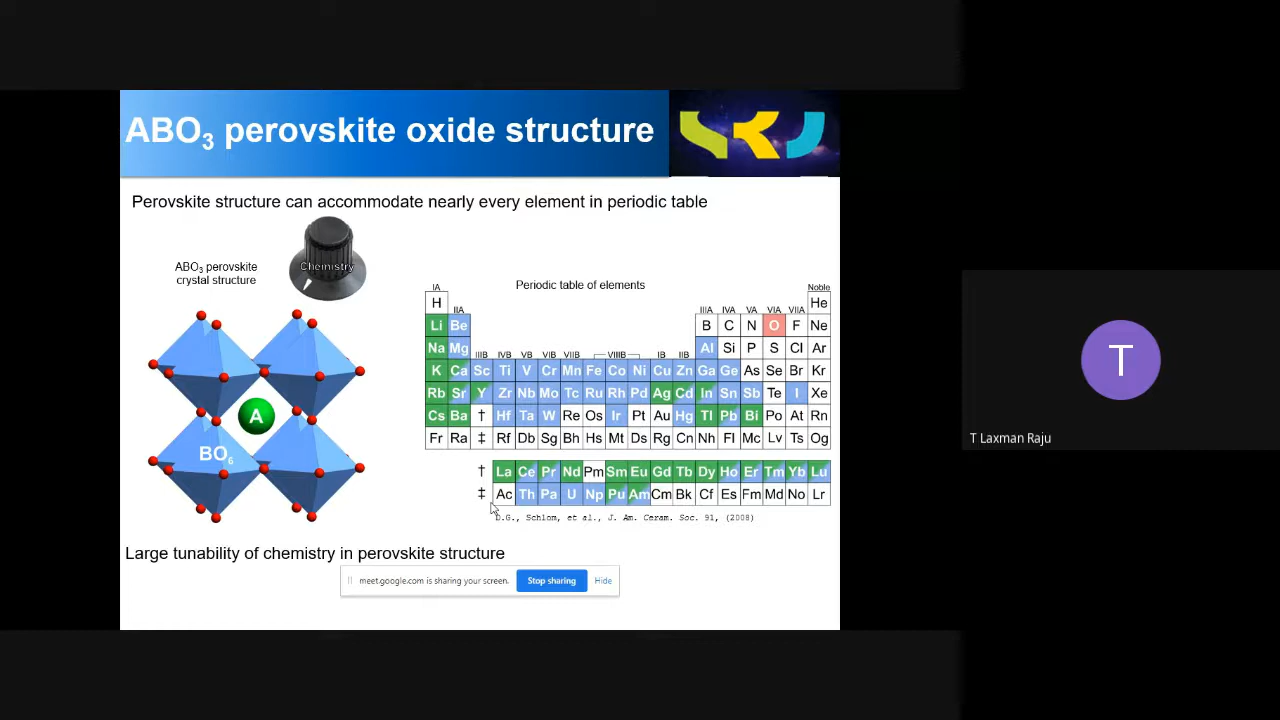 ABO3 perovskite oxide structure
Perovskite structure can accommodate nearly every element in periodic table
Chemistry
ABO3 perovskite
crystal structure
A
BO6
Periodic table of elements
IA Noble
H He
IIA IIIA IVA VA VIA VIIA
Li Be B C N O F Ne
Na Mg Al Si P S Cl Ar
IIIB IVB VB VIB VIIB VIIIB IB IIB
K Ca Sc Ti V Cr Mn Fe Co Ni Cu Zn Ga Ge As Se Br Kr
Rb Sr Y Zr Nb Mo Tc Ru Rh Pd Ag Cd In Sn Sb Te I Xe
Cs Ba † Hf Ta W Re Os Ir Pt Au Hg Tl Pb Bi Po At Rn
Fr Ra ‡ Rf Db Sg Bh Hs Mt Ds Rg Cn Nh Fl Mc Lv Ts Og
† La Ce Pr Nd Pm Sm Eu Gd Tb Dy Ho Er Tm Yb Lu
‡ Ac Th Pa U Np Pu Am Cm Bk Cf Es Fm Md No Lr
D.G., Schlom, et al., J. Am. Ceram. Soc. 91, (2008)
Large tunability of chemistry in perovskite structure
meet.google.com is sharing your screen. Stop sharing Hide
T
T Laxman Raju